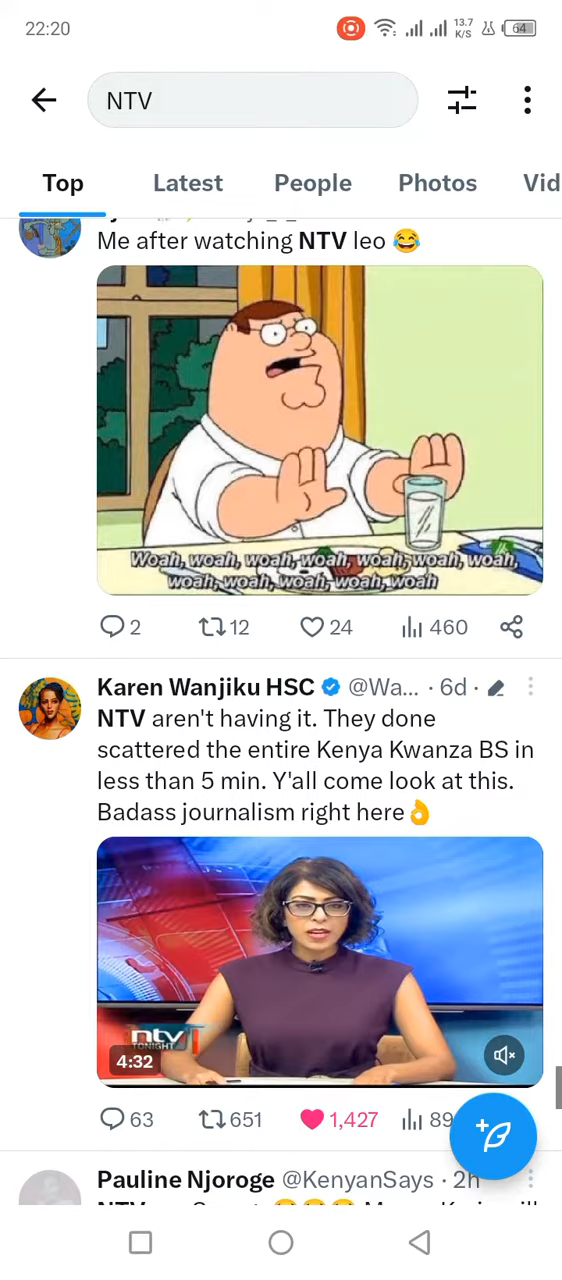 22:20
13.7 K/S
64
NTV
Top Latest People Photos Vid
Me after watching NTV leo 😂
Woah, woah, woah, woah, woah, woah, woah,
woah, woah, woah, woah, woah
2 12 24 460
Karen Wanjiku HSC @Wa... · 6d ·
NTV aren't having it. They done
scattered the entire Kenya Kwanza BS in
less than 5 min. Y'all come look at this.
Badass journalism right here👌
ntv
TONIGHT
4:32
63 651 1,427 89
Pauline Njoroge @KenyanSays · 2h